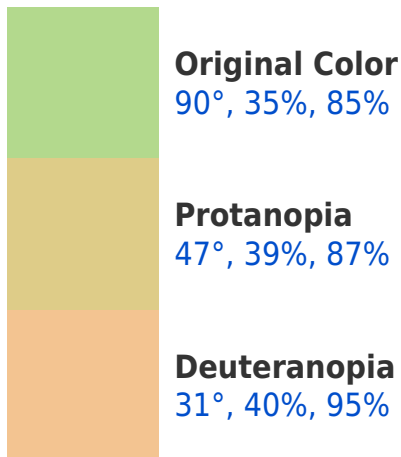 Original Color
90°, 35%, 85%
Protanopia
47°, 39%, 87%
Deuteranopia
31°, 40%, 95%